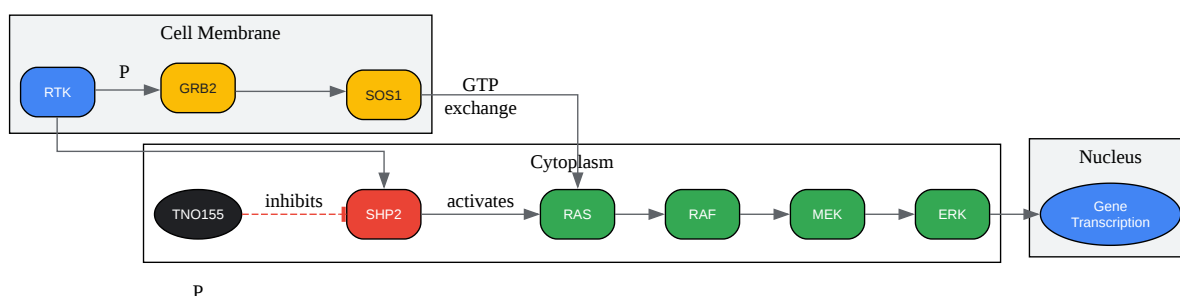 Cell Membrane
RTK
P
GRB2
SOS1
GTP
exchange
Cytoplasm
TNO155
inhibits
SHP2
activates
RAS
RAF
MEK
ERK
Nucleus
Gene
Transcription
P